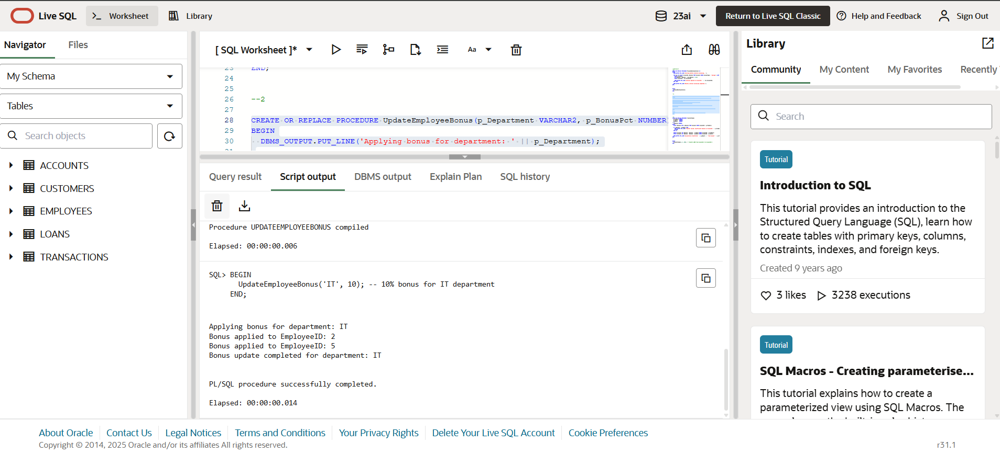 Live SQL
Worksheet
Library
23ai
Return to Live SQL Classic
Help and Feedback
Sign Out
Navigator
Files
My Schema
Tables
Search objects
ACCOUNTS
CUSTOMERS
EMPLOYEES
LOANS
TRANSACTIONS
[ SQL Worksheet ]*
Aa
23 END;
24
25
26 --2
27
28 CREATE OR REPLACE PROCEDURE UpdateEmployeeBonus(p_Department VARCHAR2, p_BonusPct NUMBER
29 BEGIN
30 DBMS_OUTPUT.PUT_LINE('Applying bonus for department: ' || p_Department);
Query result
Script output
DBMS output
Explain Plan
SQL history
Procedure UPDATEEMPLOYEEBONUS compiled
Elapsed: 00:00:00.006
SQL> BEGIN
UpdateEmployeeBonus('IT', 10); -- 10% bonus for IT department
END;
Applying bonus for department: IT
Bonus applied to EmployeeID: 2
Bonus applied to EmployeeID: 5
Bonus update completed for department: IT
PL/SQL procedure successfully completed.
Elapsed: 00:00:00.014
Library
Community
My Content
My Favorites
Recently
Search
Tutorial
Introduction to SQL
This tutorial provides an introduction to the
Structured Query Language (SQL), learn how
to create tables with primary keys, columns,
constraints, indexes, and foreign keys.
Created 9 years ago
3 likes
3238 executions
Tutorial
SQL Macros - Creating parameterise...
This tutorial explains how to create a
parameterized view using SQL Macros. The
About Oracle
Contact Us
Legal Notices
Terms and Conditions
Your Privacy Rights
Delete Your Live SQL Account
Cookie Preferences
Copyright © 2014, 2025 Oracle and/or its affiliates All rights reserved.
r31.1